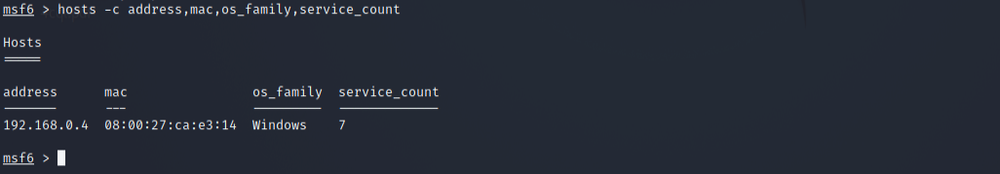 msf6 > hosts -c address,mac,os_family,service_count
Hosts
=====
address mac os_family service_count
------- --- --------- -------------
192.168.0.4 08:00:27:ca:e3:14 Windows 7
msf6 >